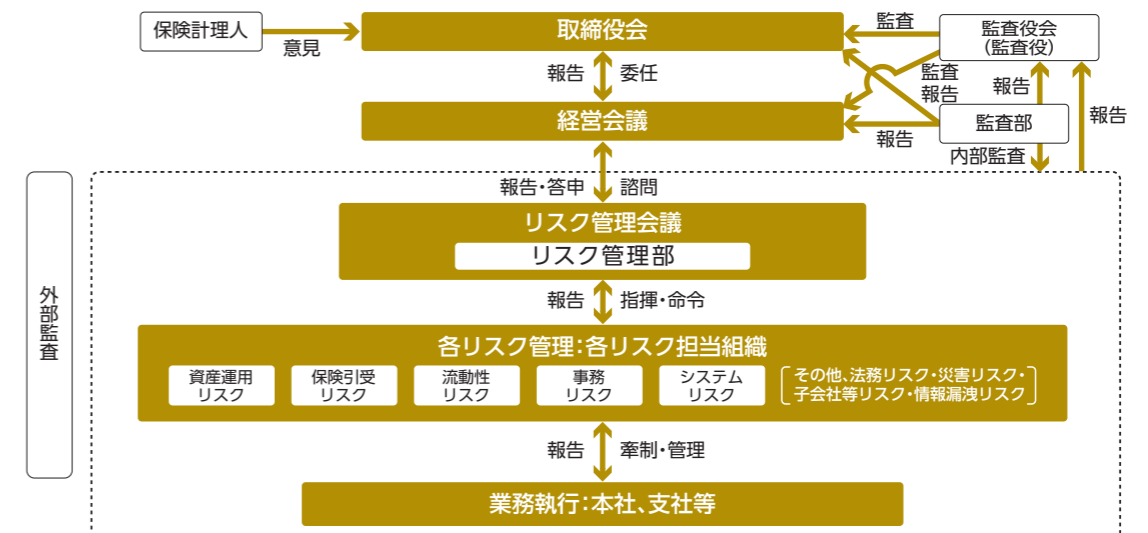 保険計理人
意見
取締役会
監査
監査役会
(監査役)
報告
委任
監査
報告
報告
報告
経営会議
報告
監査部
内部監査
報告・答申
諮問
外部監査
リスク管理会議
リスク管理部
報告
指揮・命令
各リスク管理:各リスク担当組織
資産運用
リスク
保険引受
リスク
流動性
リスク
事務
リスク
システム
リスク
その他、法務リスク・災害リスク・
子会社等リスク・情報漏洩リスク
報告
牽制・管理
業務執行:本社、支社等